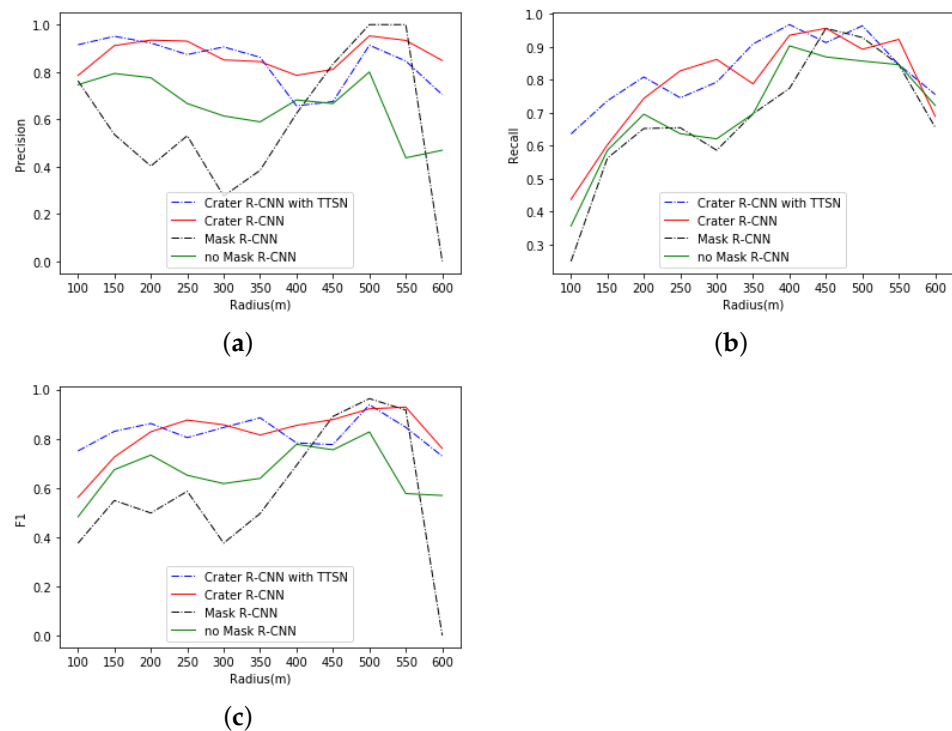 1.0
0.8
0.6
0.4
0.2
0.0
Precision
Crater R-CNN with TTSN
Crater R-CNN
Mask R-CNN
no Mask R-CNN
100 150 200 250 300 350 400 450 500 550 600
Radius(m)
(a)
1.0
0.9
0.8
0.7
0.6
0.5
0.4
0.3
Recall
Crater R-CNN with TTSN
Crater R-CNN
Mask R-CNN
no Mask R-CNN
100 150 200 250 300 350 400 450 500 550 600
Radius(m)
(b)
1.0
0.8
0.6
0.4
0.2
0.0
F1
Crater R-CNN with TTSN
Crater R-CNN
Mask R-CNN
no Mask R-CNN
100 150 200 250 300 350 400 450 500 550 600
Radius(m)
(c)